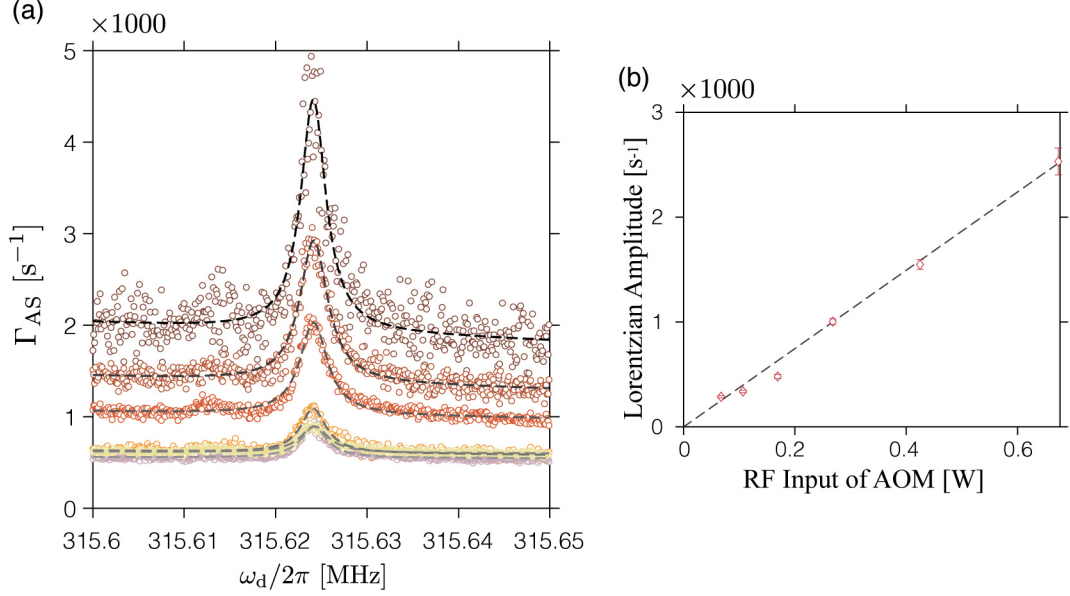 (a)
×1000
5
4
3
2
1
0
Γ_AS [s⁻¹]
315.6 315.61 315.62 315.63 315.64 315.65
ω_d/2π [MHz]
(b)
×1000
3
2
1
0
Lorentzian Amplitude [s⁻¹]
0 0.2 0.4 0.6
RF Input of AOM [W]